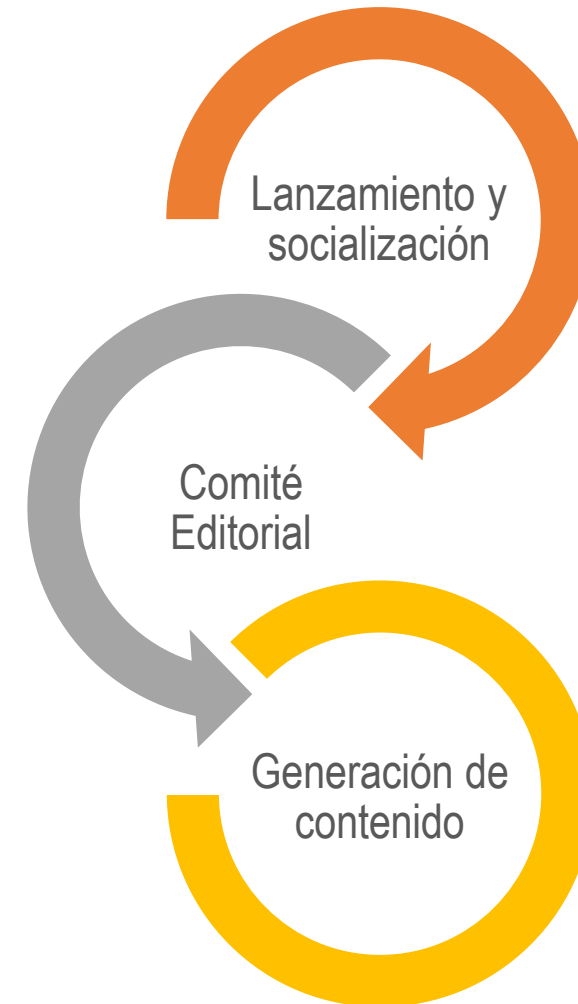 Lanzamiento y
socialización
Comité
Editorial
Generación de
contenido